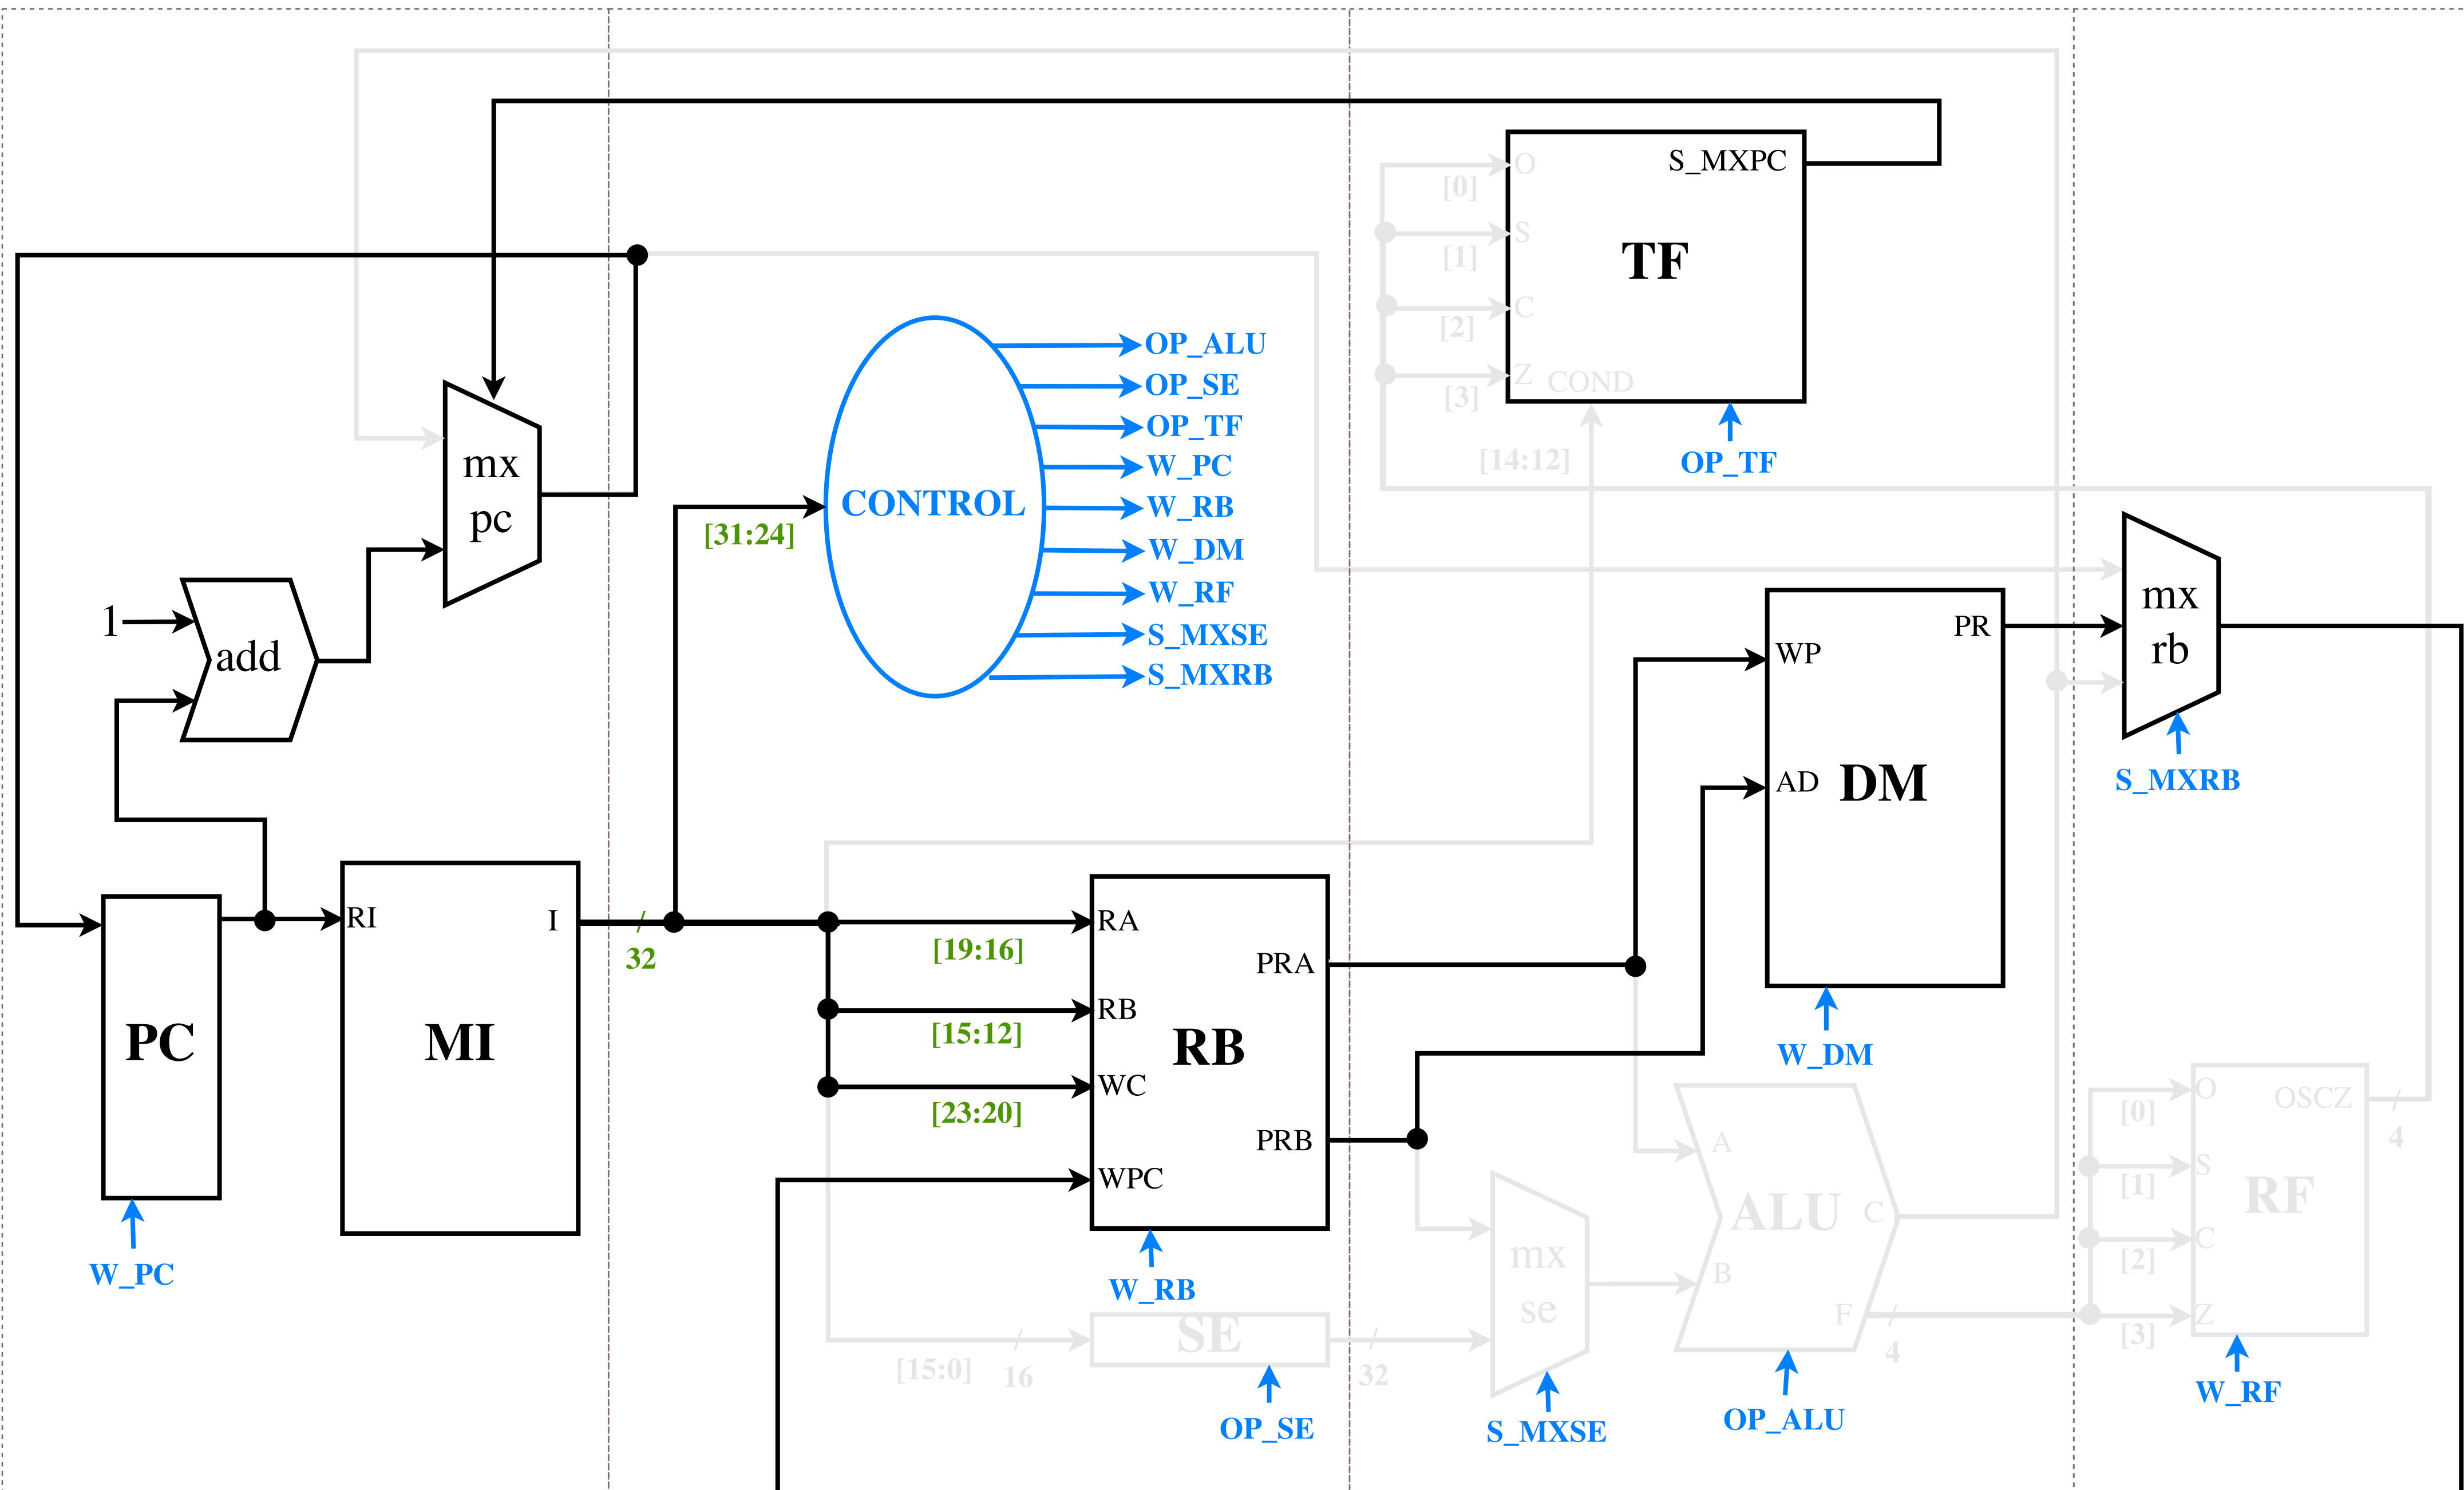 S_MXPC
O
[0]
S
[1]
TF
C
[2]
Z
COND
[3]
[14:12]
OP_TF
mx
pc
CONTROL
[31:24]
OP_ALU
OP_SE
OP_TF
W_PC
W_RB
W_DM
W_RF
S_MXSE
S_MXRB
1
add
PR
WP
AD
DM
W_DM
mx
rb
S_MXRB
RI
I
32
PC
MI
W_PC
RA
[19:16]
RB
[15:12]
WC
[23:20]
WPC
PRA
RB
PRB
W_RB
SE
[15:0]
16
32
OP_SE
mx
se
S_MXSE
A
ALU
C
B
F
4
OP_ALU
O
OSCZ
[0]
4
S
[1]
RF
C
[2]
Z
[3]
W_RF